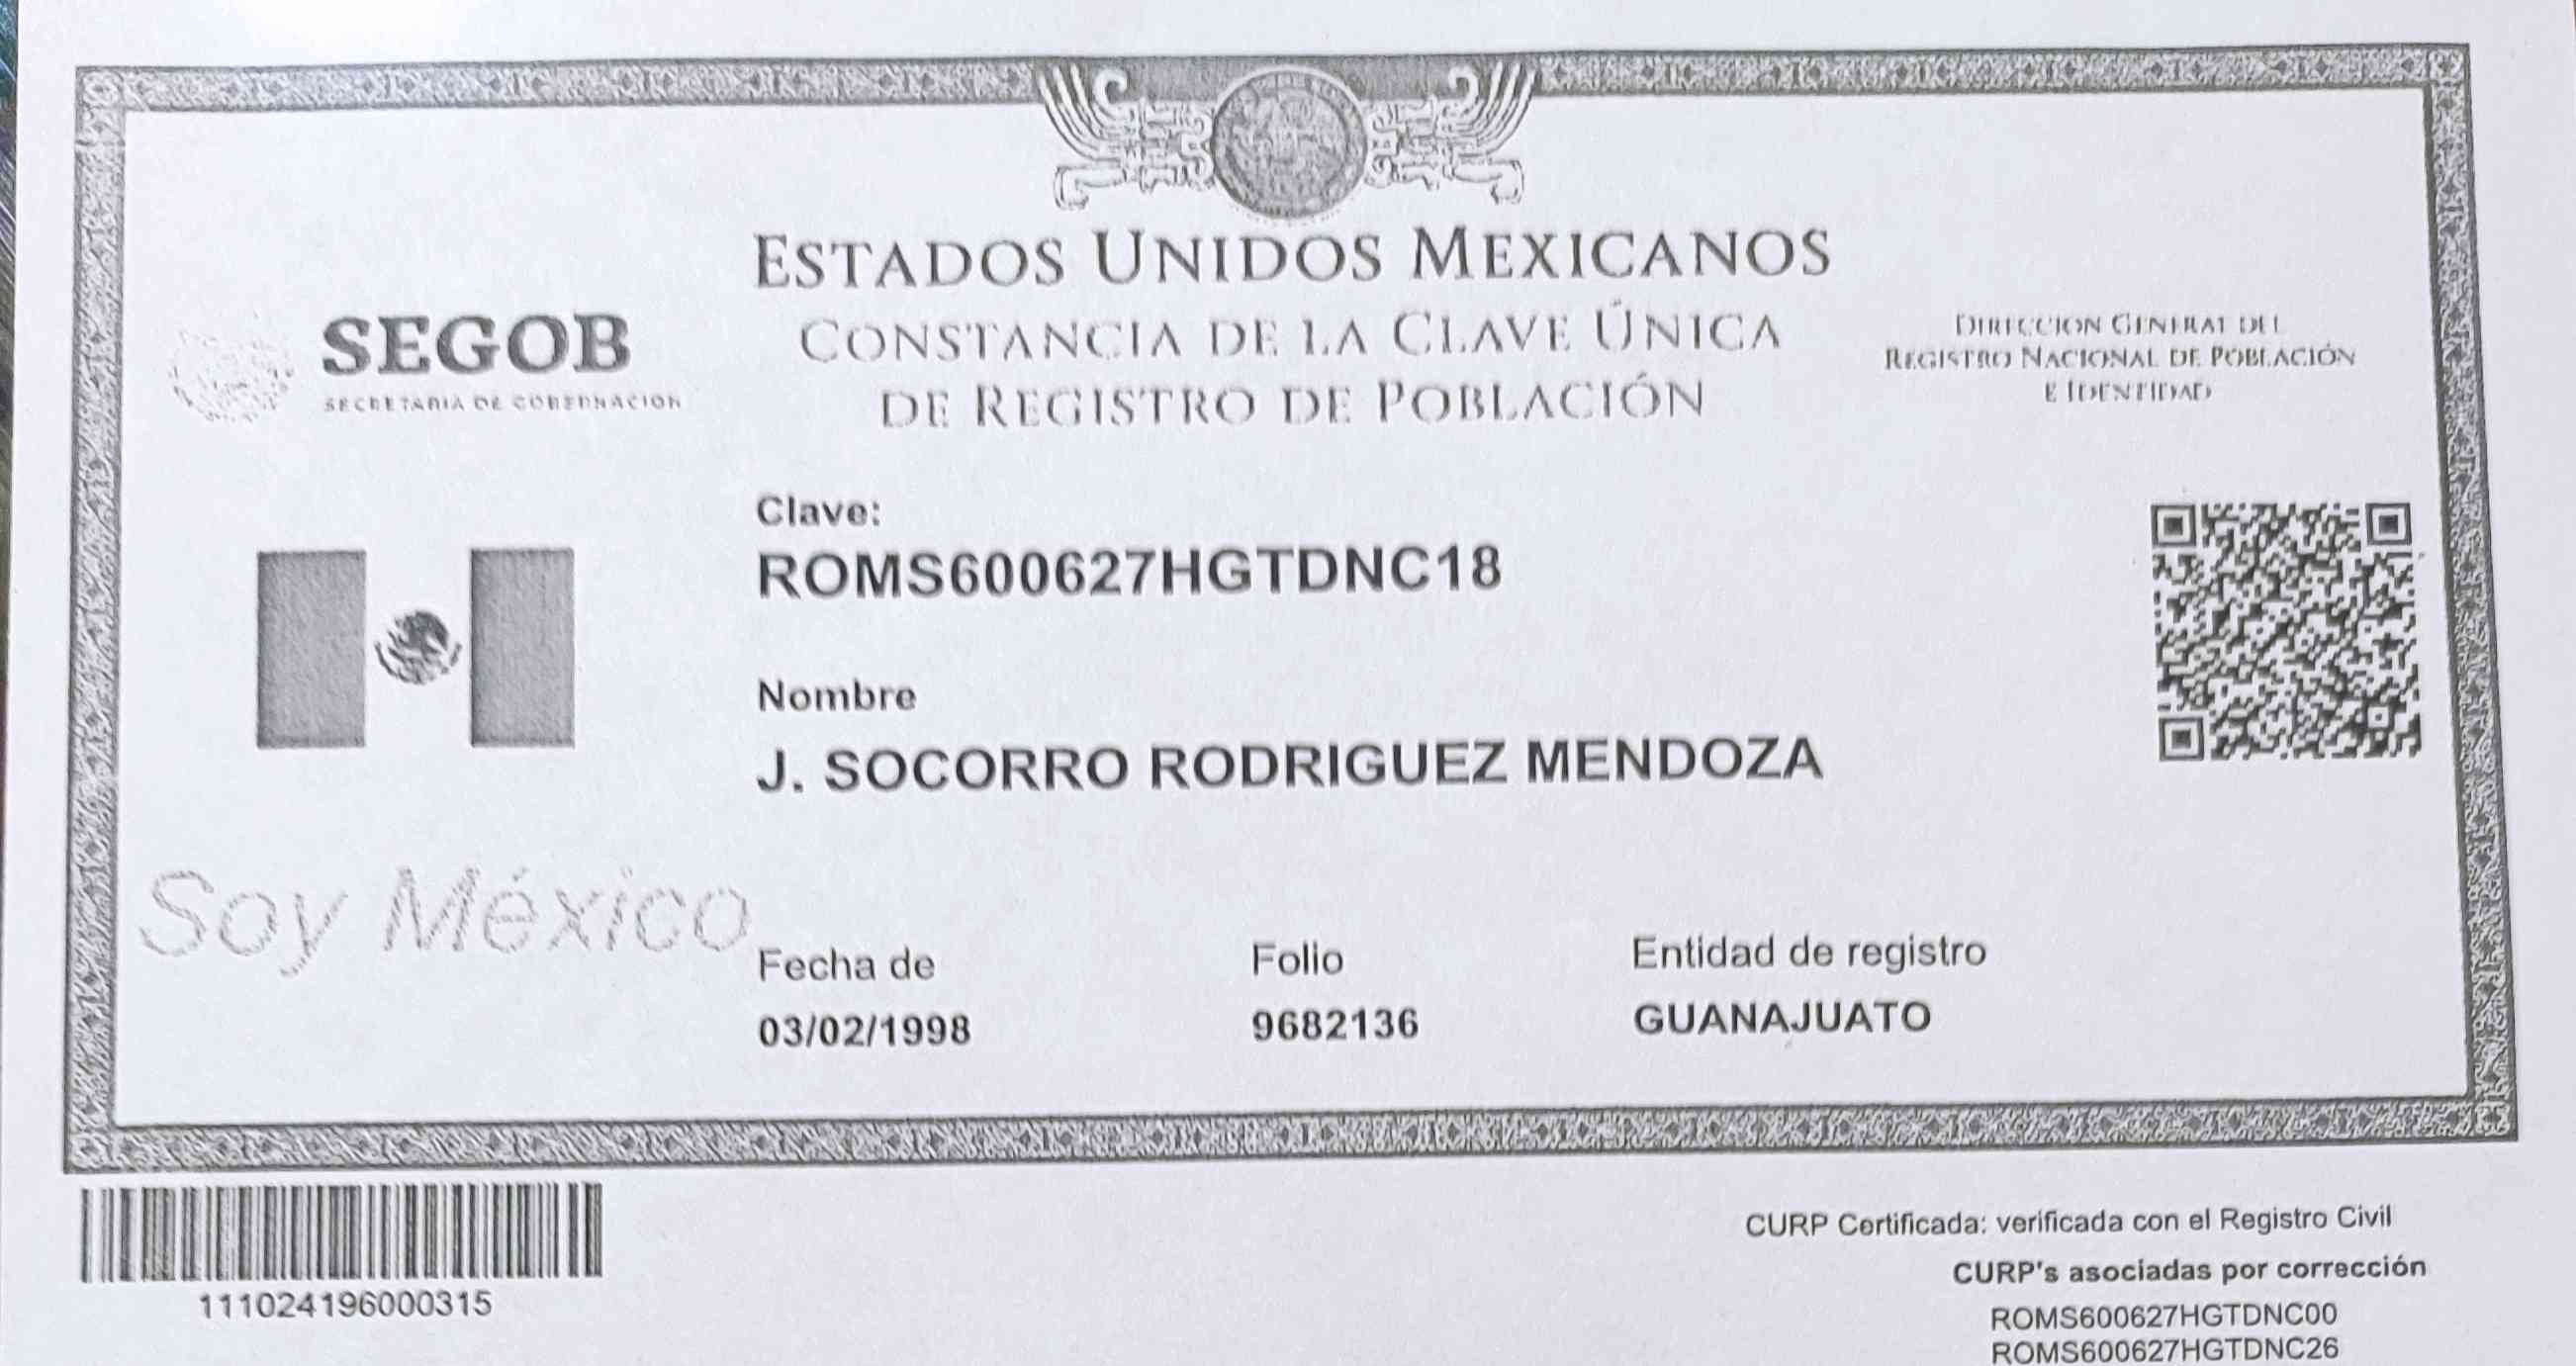 ESTADOS UNIDOS MEXICANOS
CONSTANCIA DE LA CLAVE ÚNICA
DE REGISTRO DE POBLACIÓN
SEGOB
SECRETARIA DE GOBERNACION
DIRECCION GENERAL DEL
REGISTRO NACIONAL DE POBLACIÓN
E IDENTIDAD
Clave:
ROMS600627HGTDNC18
Nombre
J. SOCORRO RODRIGUEZ MENDOZA
Soy México
Fecha de
03/02/1998
Folio
9682136
Entidad de registro
GUANAJUATO
111024196000315
CURP Certificada: verificada con el Registro Civil
CURP's asociadas por corrección
ROMS600627HGTDNC00
ROMS600627HGTDNC26